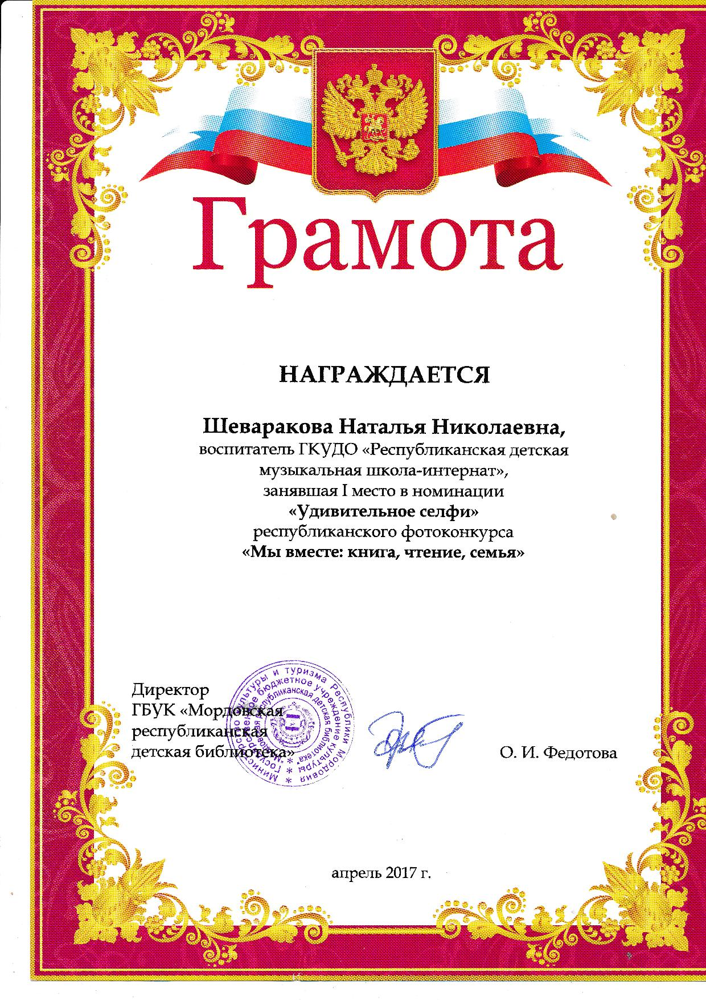 Грамота
НАГРАЖДАЕТСЯ
Шеваракова Наталья Николаевна,
воспитатель ГКУДО «Республиканская детская
музыкальная школа-интернат»,
занявшая I место в номинации
«Удивительное селфи»
республиканского фотоконкурса
«Мы вместе: книга, чтение, семья»
Директор
ГБУК «Мордовская
республиканская
детская библиотека»
О. И. Федотова
Министерство культуры и туризма Республики Мордовия *
Государственное бюджетное учреждение культуры *
"Мордовская республиканская детская библиотека" *
апрель 2017 г.